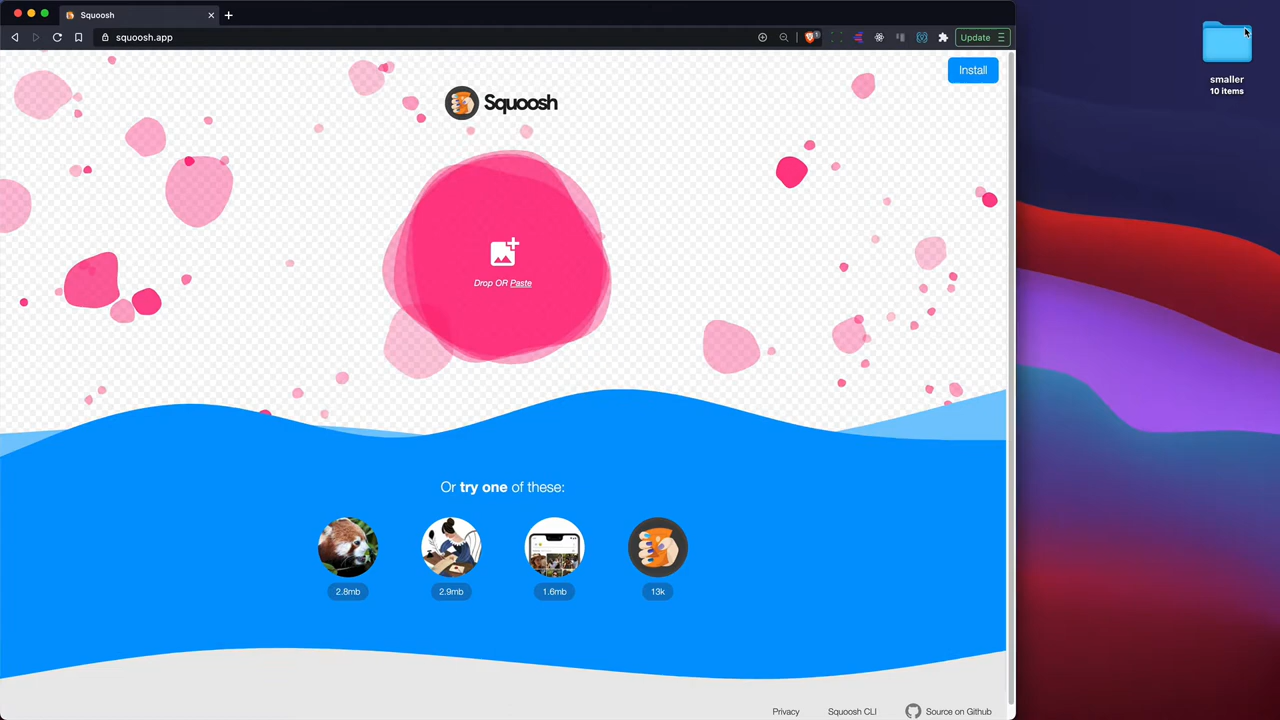 Squoosh
squoosh.app
1
Update
Install
smaller
10 items
Squoosh
Drop OR Paste
Or try one of these:
2.8mb
2.9mb
1.6mb
13k
Privacy
Squoosh CLI
Source on Github